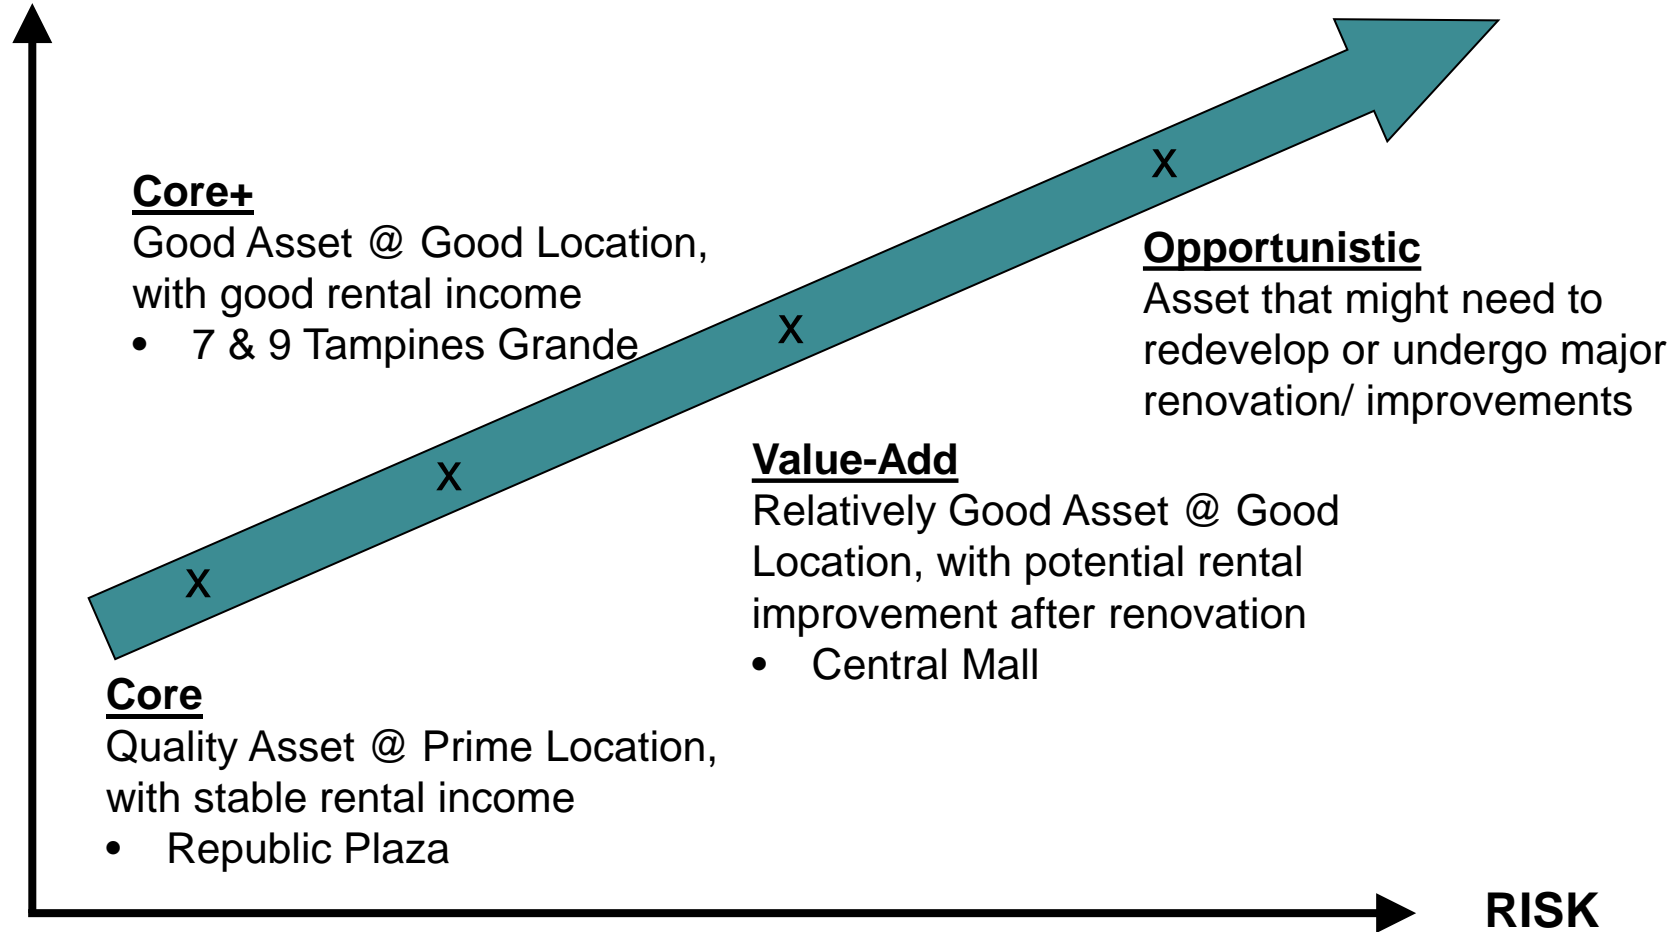 Core+
Good Asset @ Good Location,
with good rental income
• 7 & 9 Tampines Grande
Opportunistic
Asset that might need to
redevelop or undergo major
renovation/ improvements
Value-Add
Relatively Good Asset @ Good
Location, with potential rental
improvement after renovation
• Central Mall
Core
Quality Asset @ Prime Location,
with stable rental income
• Republic Plaza
x
x
x
x
RISK